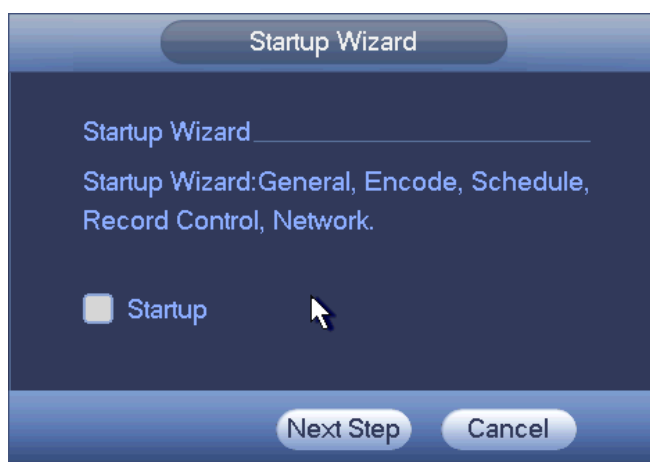 Startup Wizard
Startup Wizard
Startup Wizard:General, Encode, Schedule,
Record Control, Network.
Startup
Next Step Cancel